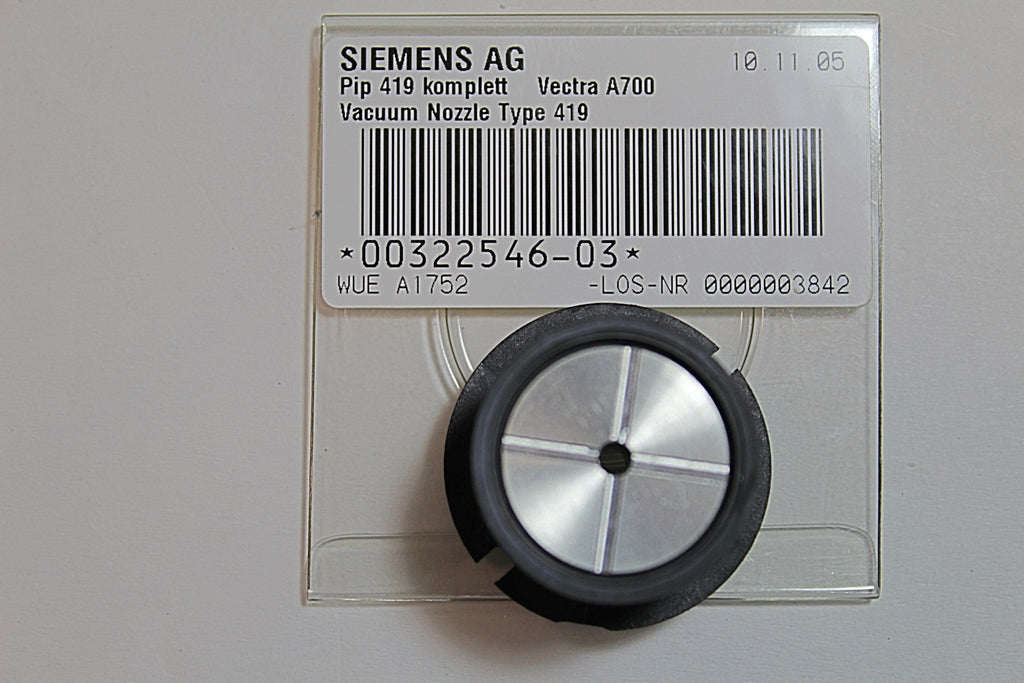 SIEMENS AG 10.11.05
Pip 419 komplett Vectra A700
Vacuum Nozzle Type 419
*00322546-03*
WUE A1752 -LOS-NR 0000003842